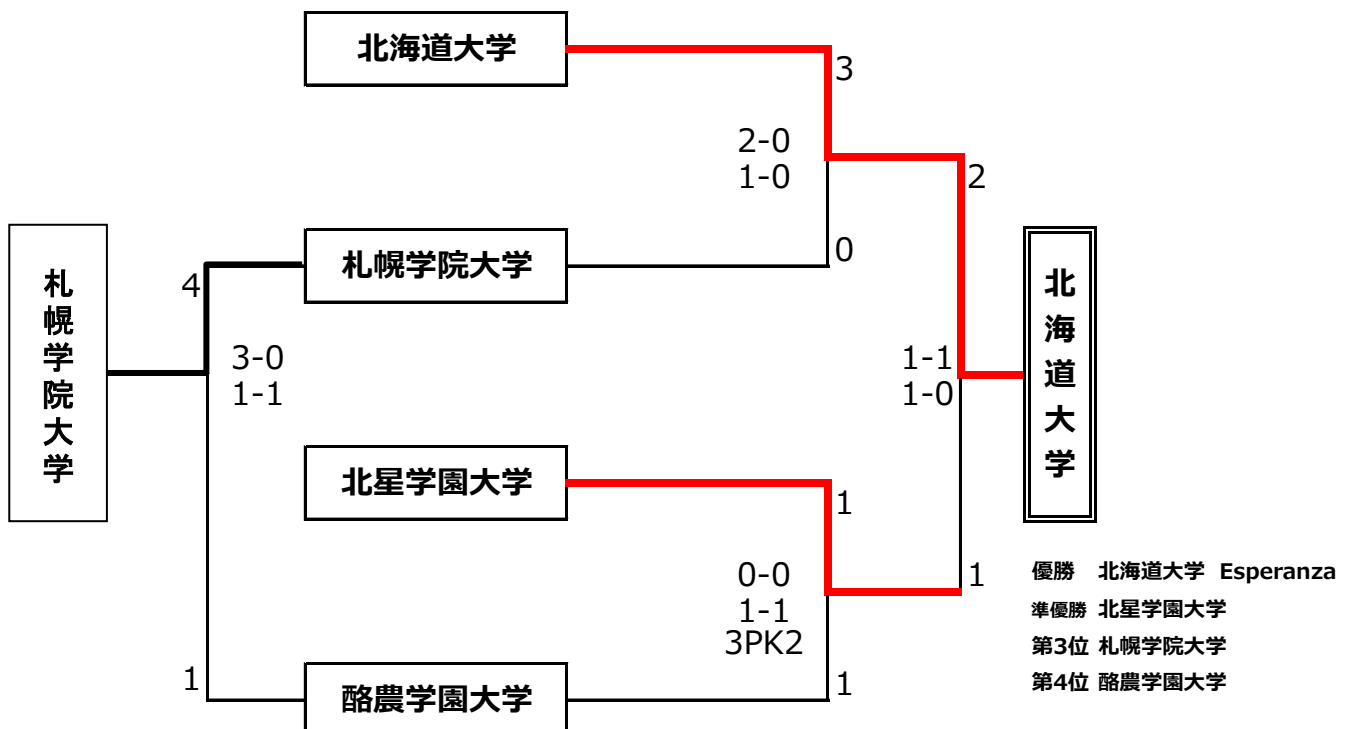 北海道大学
3
2-0
1-0
2
札幌学院大学
0
4
札幌学院大学
北海道大学
3-0
1-1
1-1
1-0
北星学園大学
1
0-0
1-1
3PK2
1
優勝 北海道大学 Esperanza
準優勝 北星学園大学
第3位 札幌学院大学
第4位 酪農学園大学
1
酪農学園大学
1